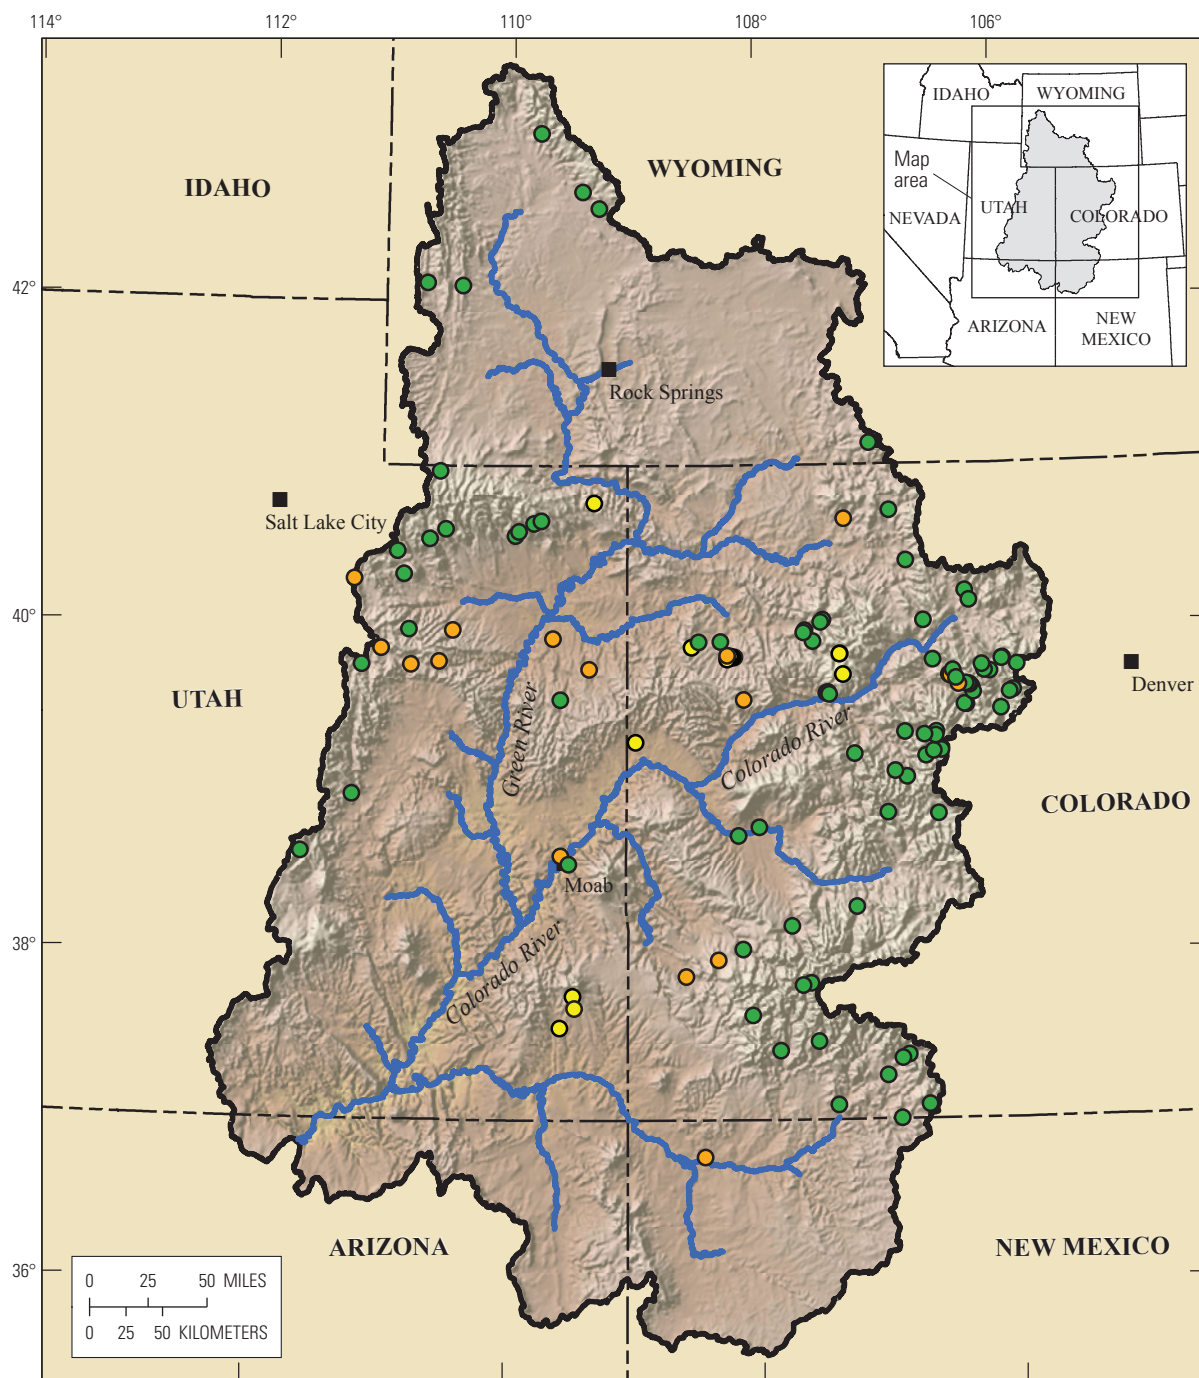 114°
112°
110°
108°
106°
IDAHO
WYOMING
IDAHO
WYOMING
Map
area
NEVADA
UTAH
COLORADO
ARIZONA
NEW
MEXICO
42°
Rock Springs
Salt Lake City
40°
Denver
UTAH
Green River
Colorado River
COLORADO
Moab
38°
Colorado River
ARIZONA
NEW MEXICO
36°
0 25 50 MILES
0 25 50 KILOMETERS